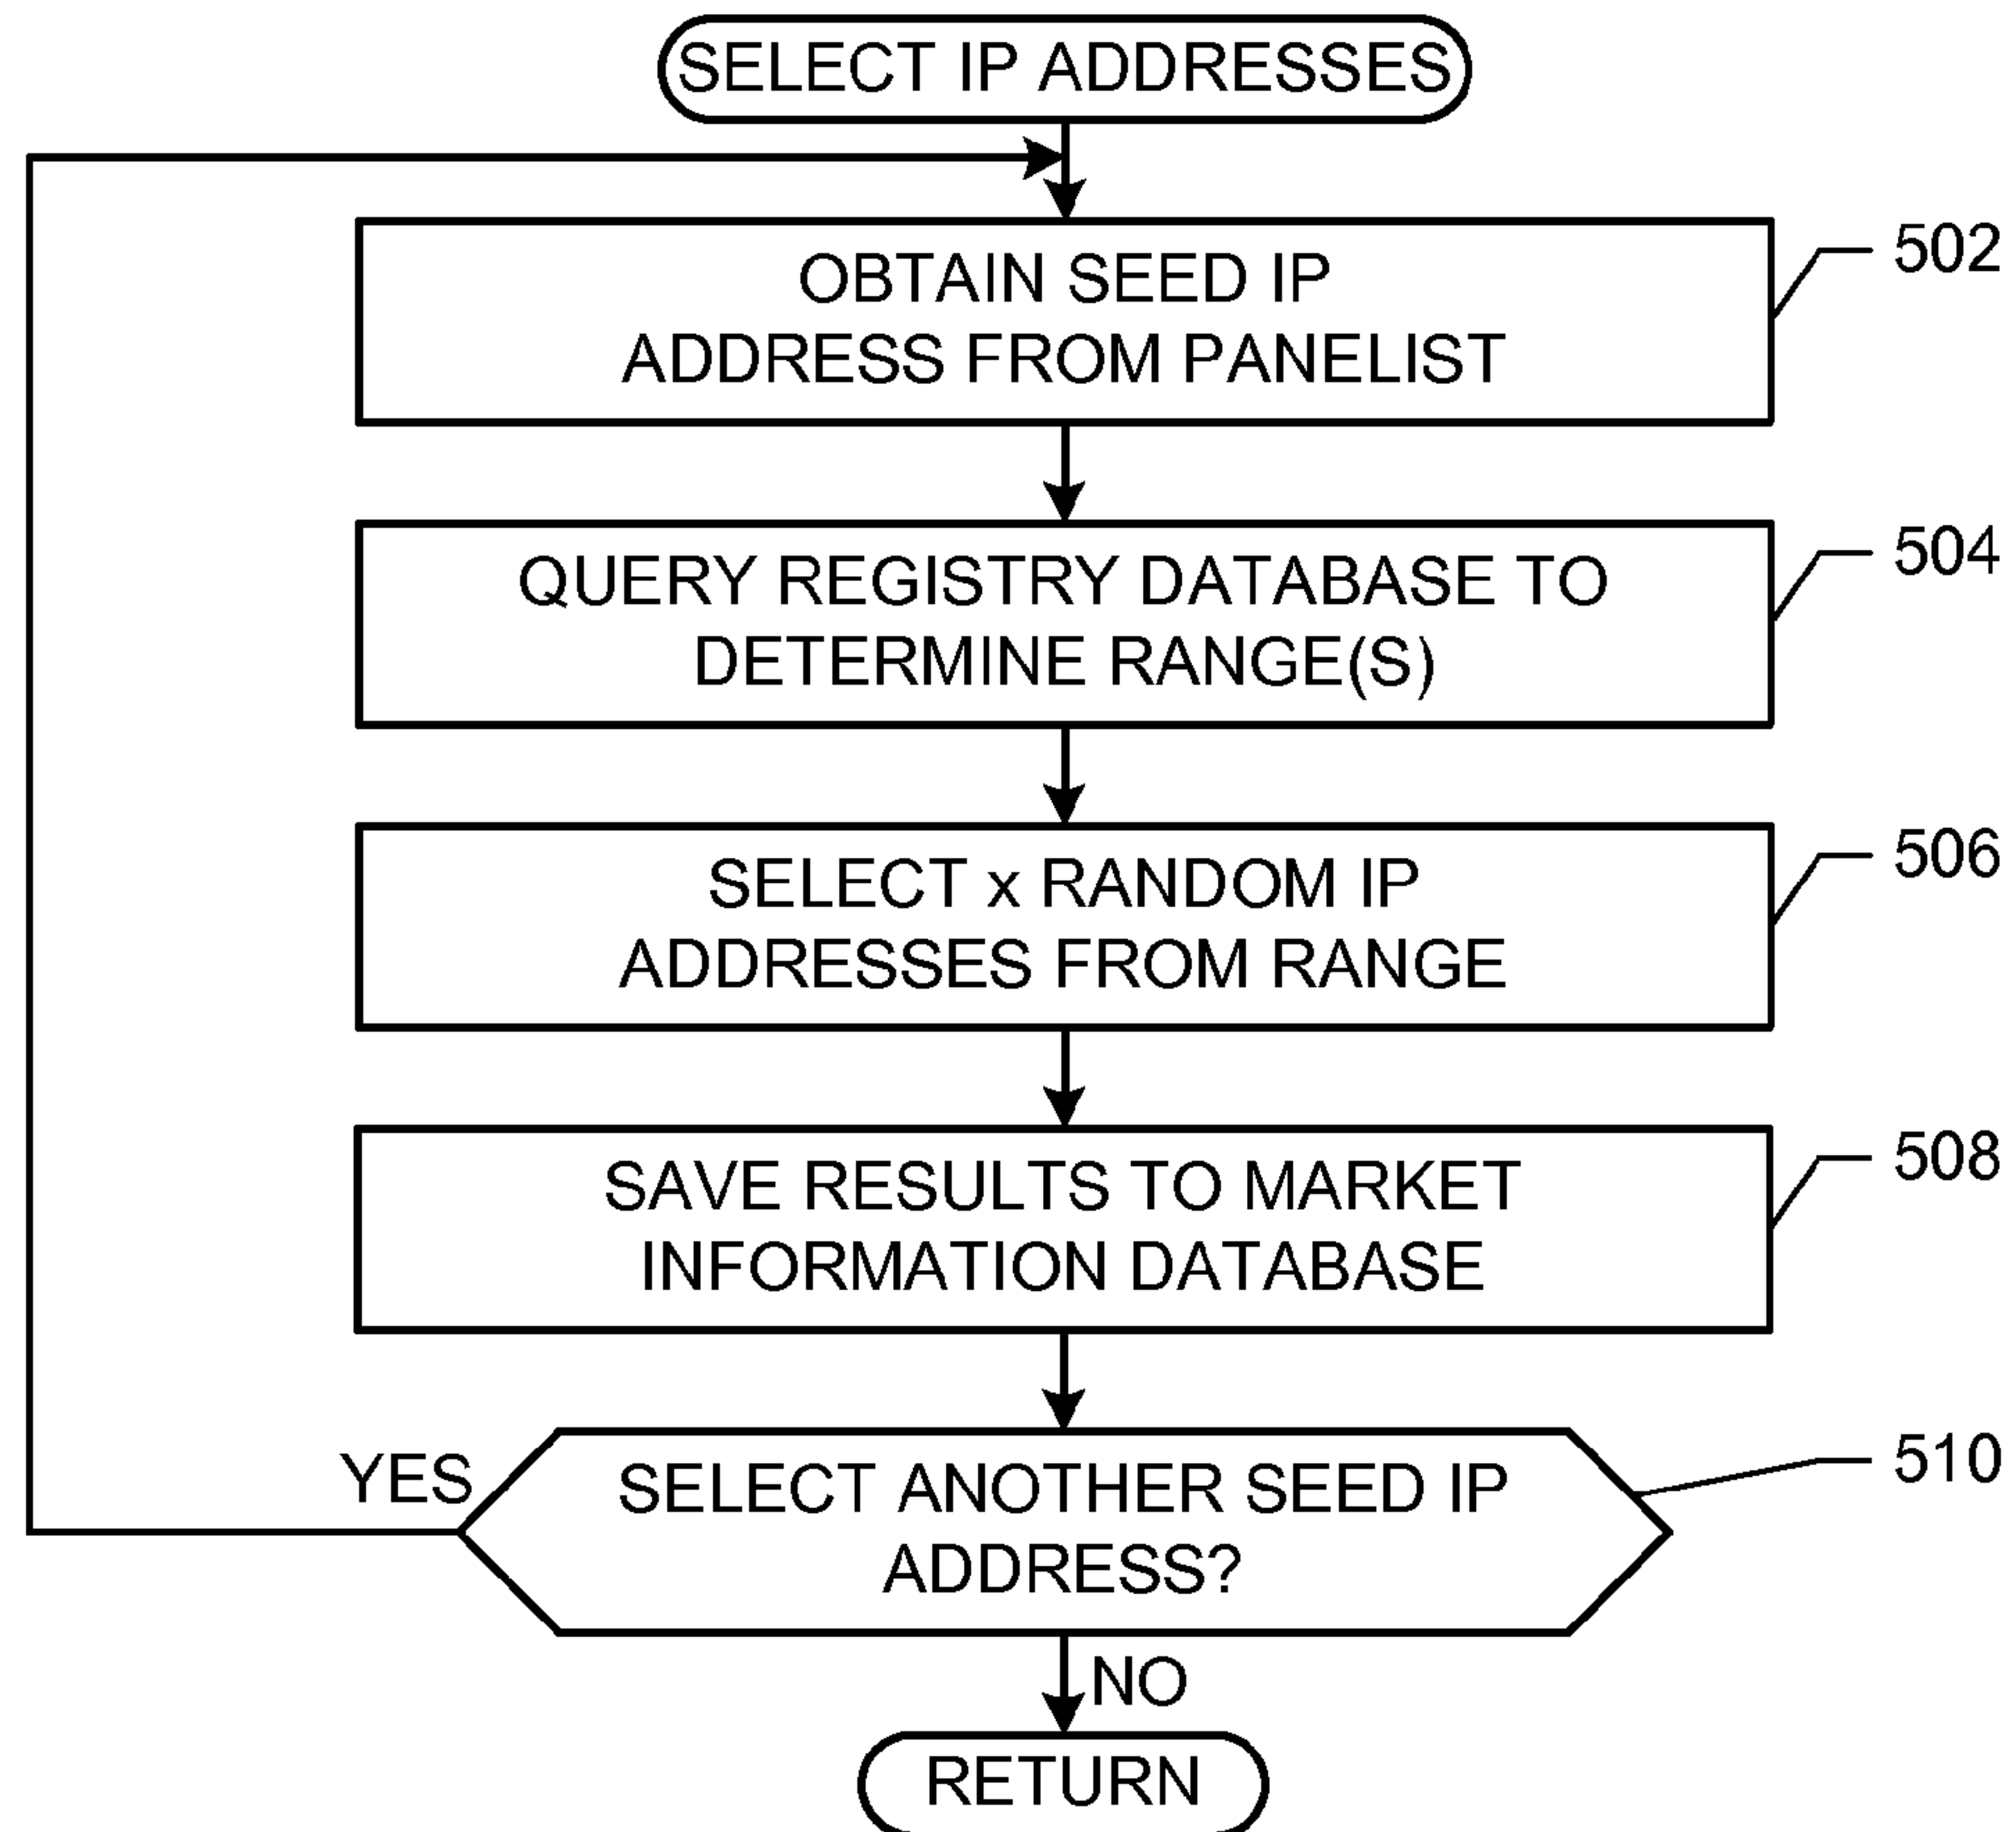 SELECT IP ADDRESSES
OBTAIN SEED IP
ADDRESS FROM PANELIST
502
QUERY REGISTRY DATABASE TO
DETERMINE RANGE(S)
504
SELECT x RANDOM IP
ADDRESSES FROM RANGE
506
SAVE RESULTS TO MARKET
INFORMATION DATABASE
508
YES
SELECT ANOTHER SEED IP
ADDRESS?
510
NO
RETURN